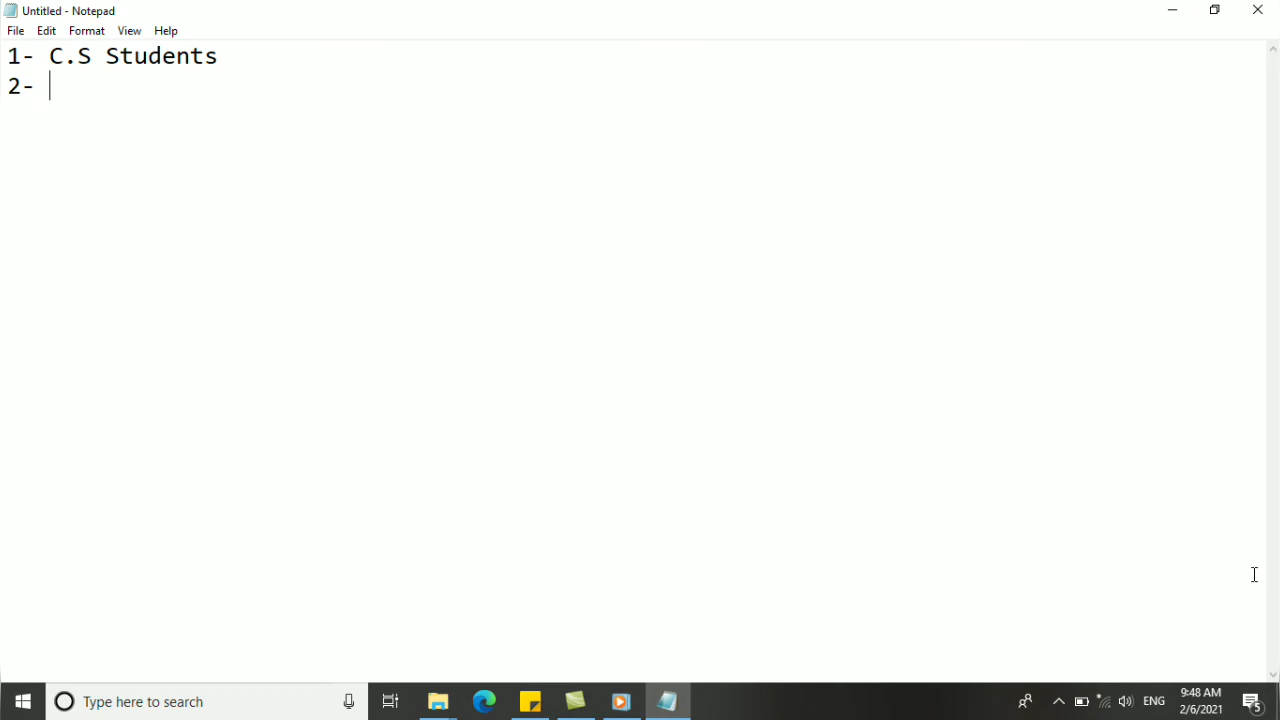 Untitled - Notepad
File Edit Format View Help
1- C.S Students
2-
Type here to search
ENG
9:48 AM
2/6/2021
5